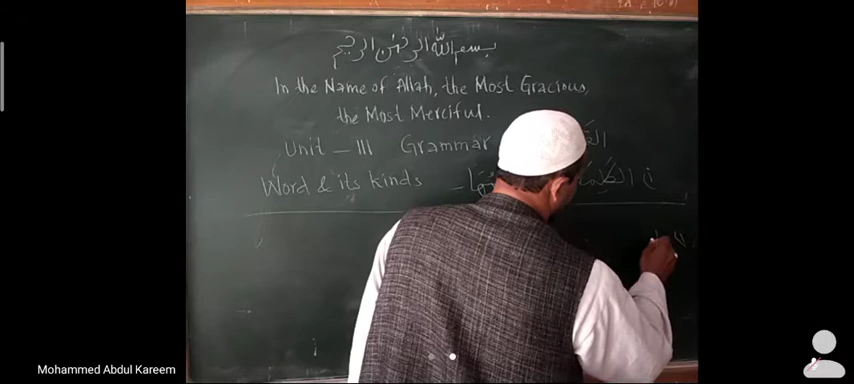 بسم الله الرحمن الرحيم
In the Name of Allah, the Most Gracious,
the Most Merciful.
Unit - III Grammar
Word & its kinds -
Mohammed Abdul Kareem